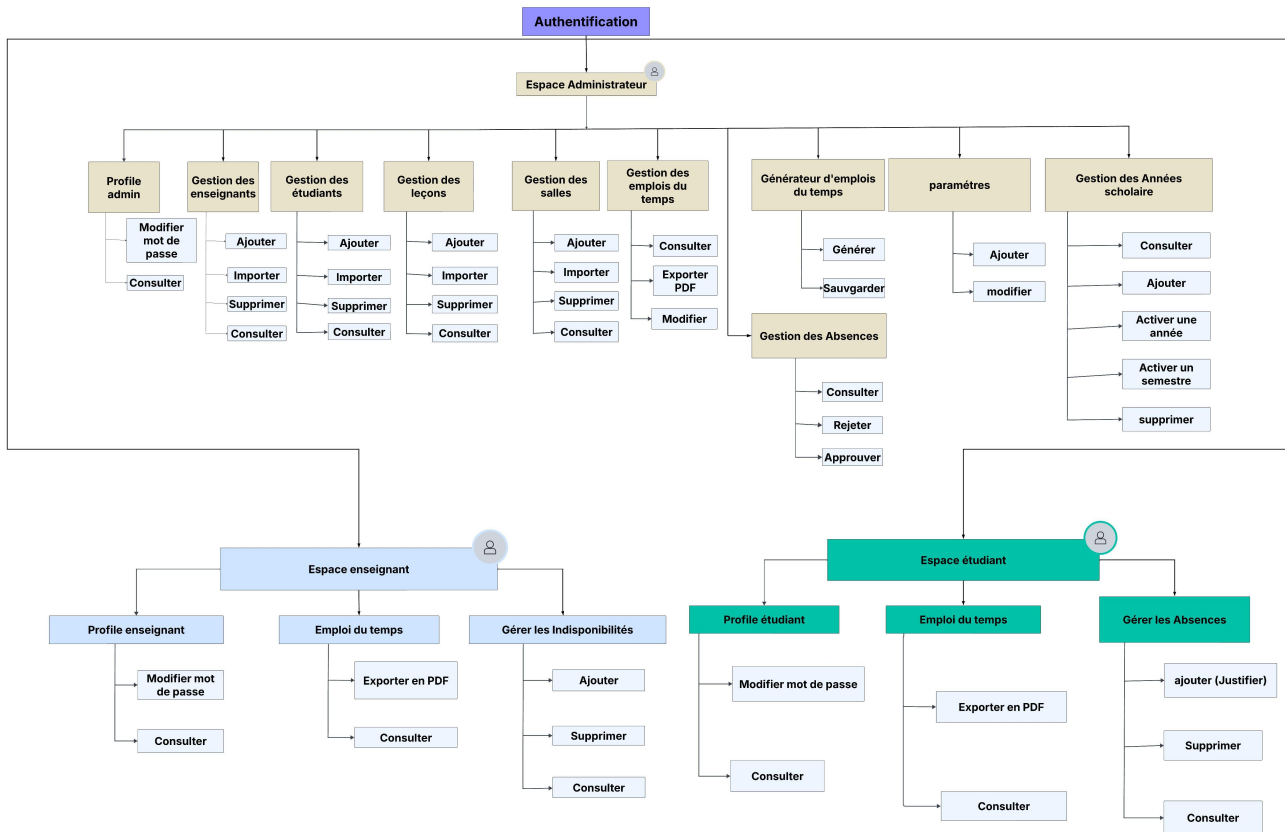 Authentification
Espace Administrateur
Profile
admin
Modifier
mot de
passe
Consulter
Gestion des
enseignants
Ajouter
Importer
Supprimer
Consulter
Gestion des
étudiants
Ajouter
Importer
Supprimer
Consulter
Gestion des
leçons
Ajouter
Importer
Supprimer
Consulter
Gestion des
salles
Ajouter
Importer
Supprimer
Consulter
Gestion des
emplois du
temps
Consulter
Exporter
PDF
Modifier
Générateur d'emplois
du temps
Générer
Sauvgarder
Gestion des Absences
Consulter
Rejeter
Approuver
paramétres
Ajouter
modifier
Gestion des Années
scholaire
Consulter
Ajouter
Activer une
année
Activer un
semestre
supprimer
Espace enseignant
Profile enseignant
Modifier mot
de passe
Consulter
Emploi du temps
Exporter en PDF
Consulter
Gérer les Indisponibilités
Ajouter
Supprimer
Consulter
Espace étudiant
Profile étudiant
Modifier mot de passe
Consulter
Emploi du temps
Exporter en PDF
Consulter
Gérer les Absences
ajouter (Justifier)
Supprimer
Consulter